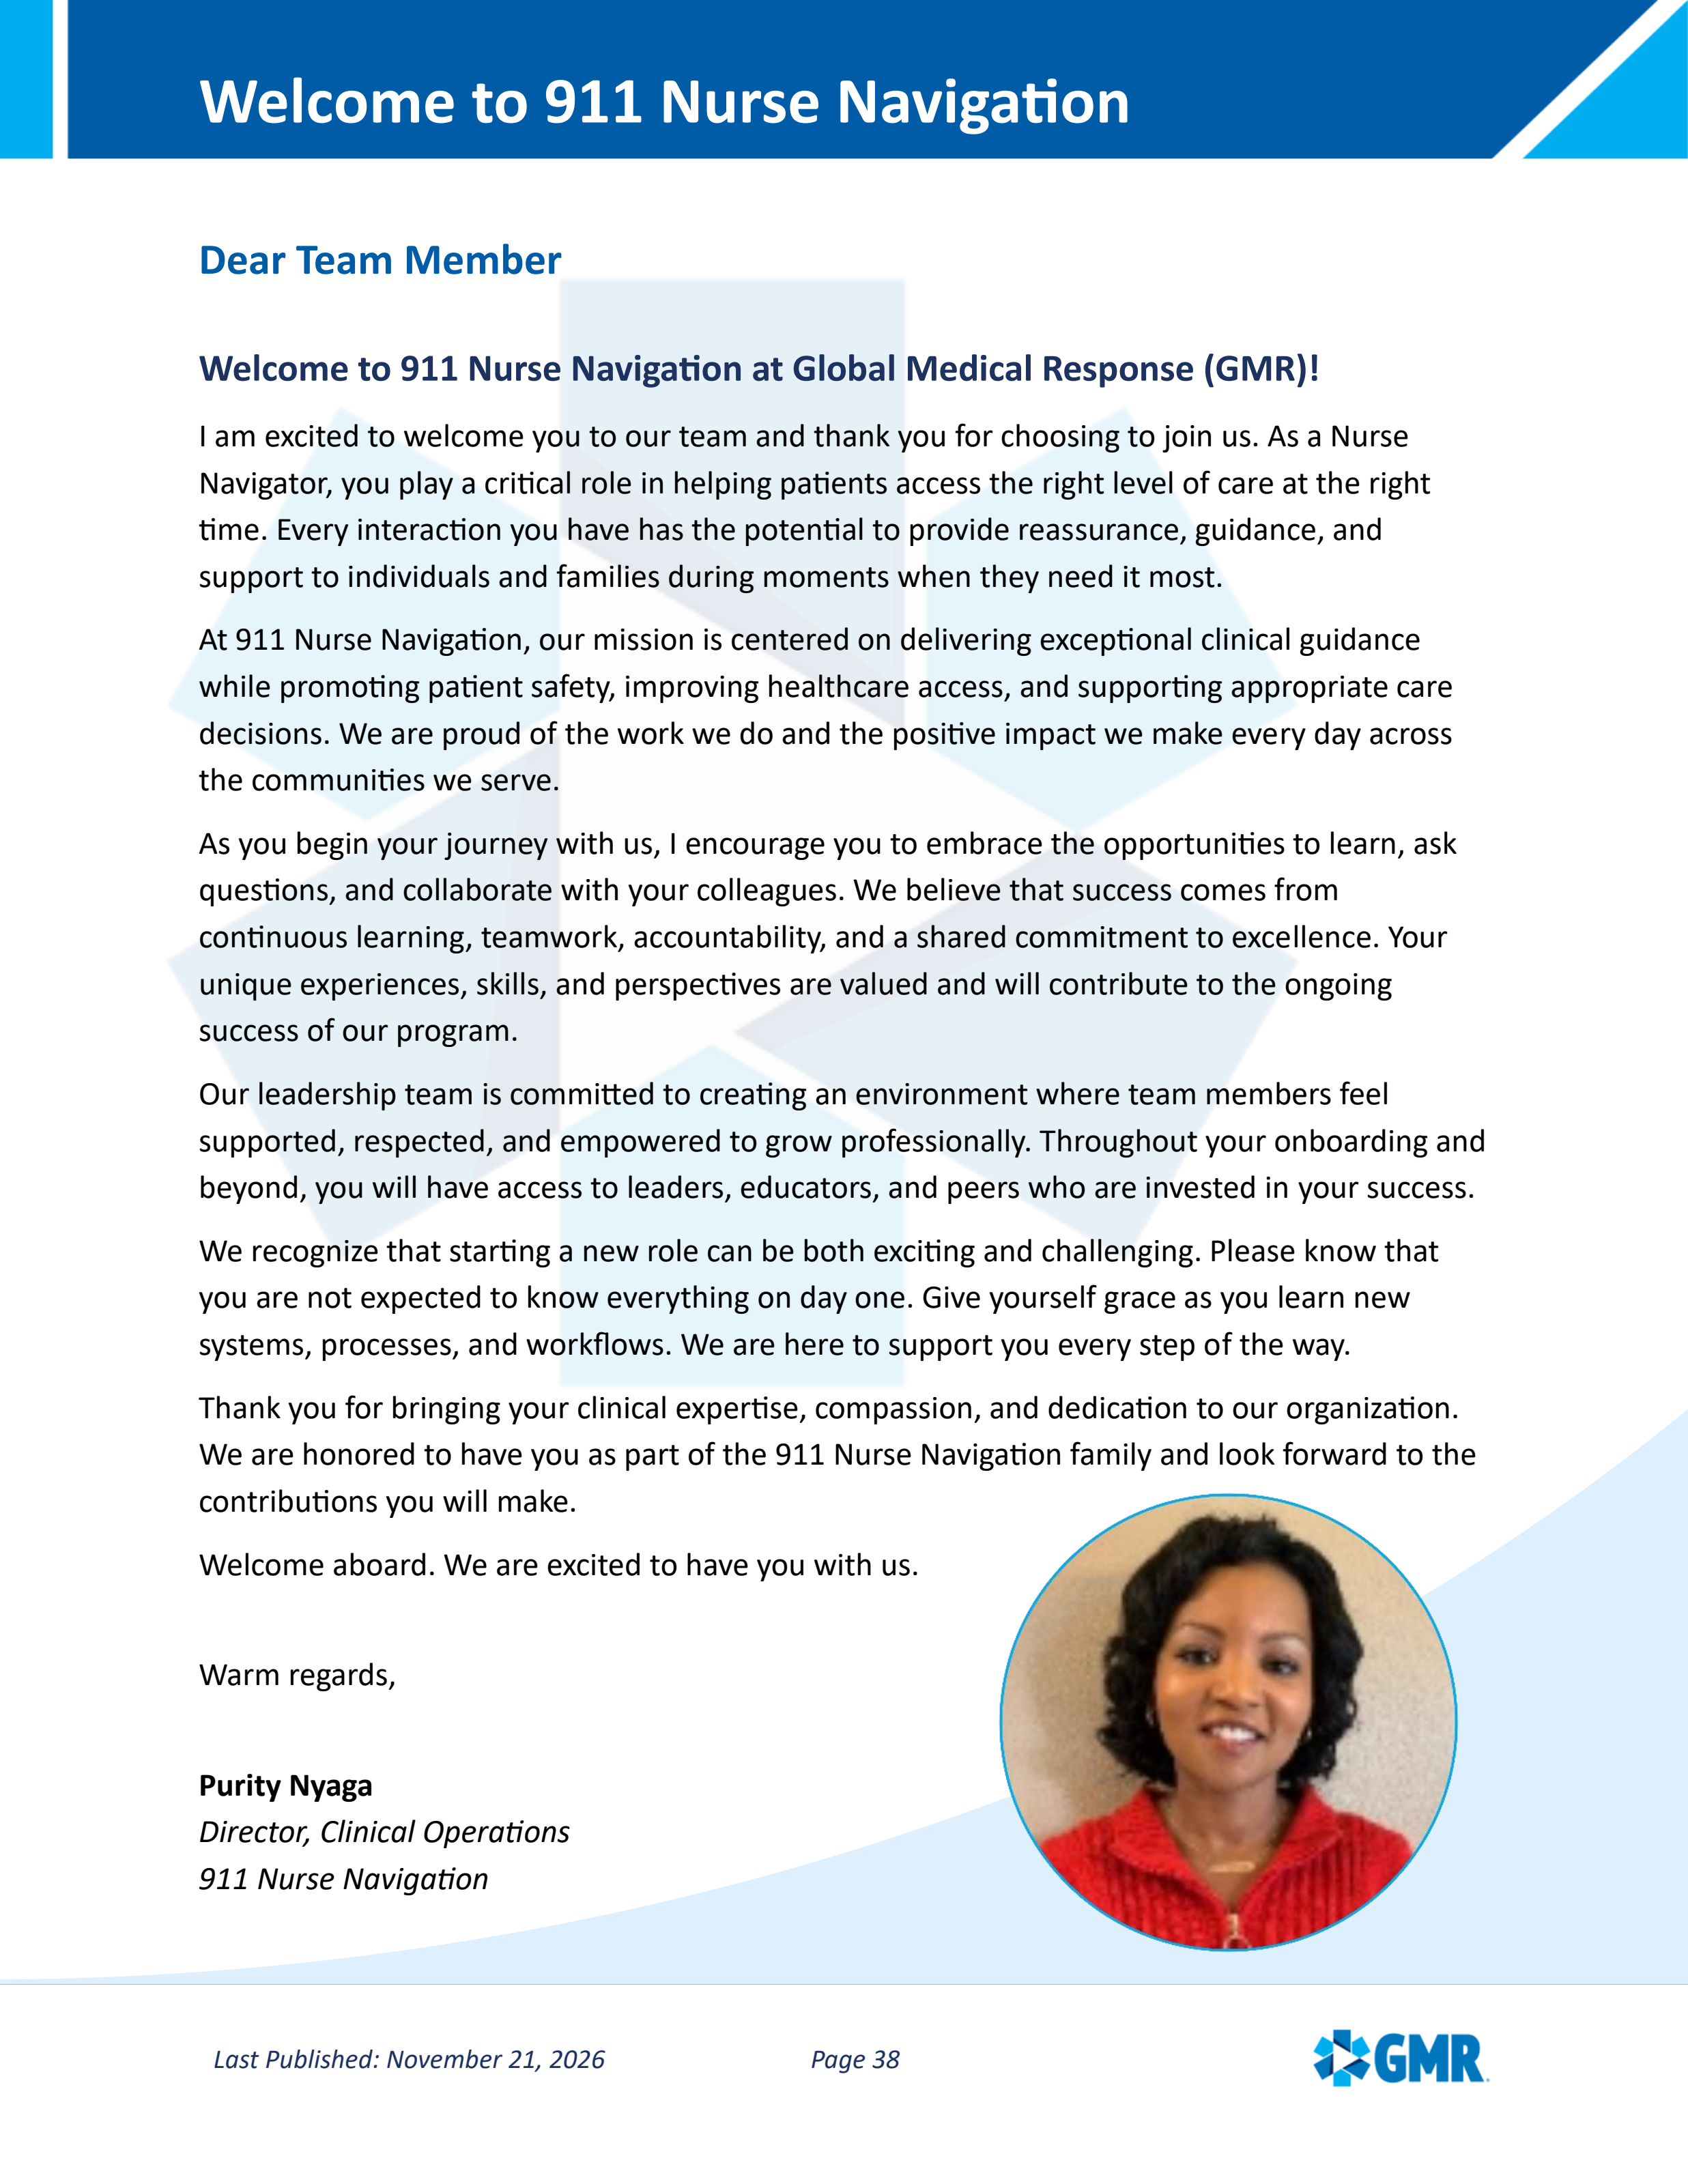 Welcome to 911 Nurse Navigation
Dear Team Member
Welcome to 911 Nurse Navigation at Global Medical Response (GMR)!
I am excited to welcome you to our team and thank you for choosing to join us. As a Nurse
Navigator, you play a critical role in helping patients access the right level of care at the right
time. Every interaction you have has the potential to provide reassurance, guidance, and
support to individuals and families during moments when they need it most.
At 911 Nurse Navigation, our mission is centered on delivering exceptional clinical guidance
while promoting patient safety, improving healthcare access, and supporting appropriate care
decisions. We are proud of the work we do and the positive impact we make every day across
the communities we serve.
As you begin your journey with us, I encourage you to embrace the opportunities to learn, ask
questions, and collaborate with your colleagues. We believe that success comes from
continuous learning, teamwork, accountability, and a shared commitment to excellence. Your
unique experiences, skills, and perspectives are valued and will contribute to the ongoing
success of our program.
Our leadership team is committed to creating an environment where team members feel
supported, respected, and empowered to grow professionally. Throughout your onboarding and
beyond, you will have access to leaders, educators, and peers who are invested in your success.
We recognize that starting a new role can be both exciting and challenging. Please know that
you are not expected to know everything on day one. Give yourself grace as you learn new
systems, processes, and workflows. We are here to support you every step of the way.
Thank you for bringing your clinical expertise, compassion, and dedication to our organization.
We are honored to have you as part of the 911 Nurse Navigation family and look forward to the
contributions you will make.
Welcome aboard. We are excited to have you with us.
Warm regards,
Purity Nyaga
Director, Clinical Operations
911 Nurse Navigation
Last Published: November 21, 2026
Page 38
GMR